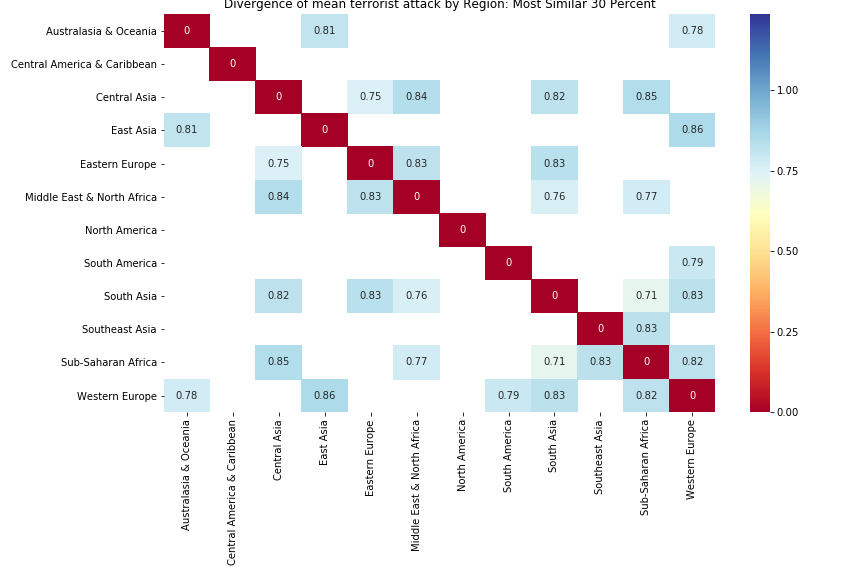 Divergence of mean terrorist attack by Region: Most Similar 30 Percent
Australasia & Oceania 0 0.81 0.78
Central America & Caribbean 0
Central Asia 0 0.75 0.84 0.82 0.85
East Asia 0.81 0 0.86
Eastern Europe 0.75 0 0.83 0.83
Middle East & North Africa 0.84 0.83 0 0.76 0.77
North America 0
South America 0 0.79
South Asia 0.82 0.83 0.76 0 0.71 0.83
Southeast Asia 0 0.83
Sub-Saharan Africa 0.85 0.77 0.71 0.83 0 0.82
Western Europe 0.78 0.86 0.79 0.83 0.82 0
Australasia & Oceania
Central America & Caribbean
Central Asia
East Asia
Eastern Europe
Middle East & North Africa
North America
South America
South Asia
Southeast Asia
Sub-Saharan Africa
Western Europe
1.00
0.75
0.50
0.25
0.00